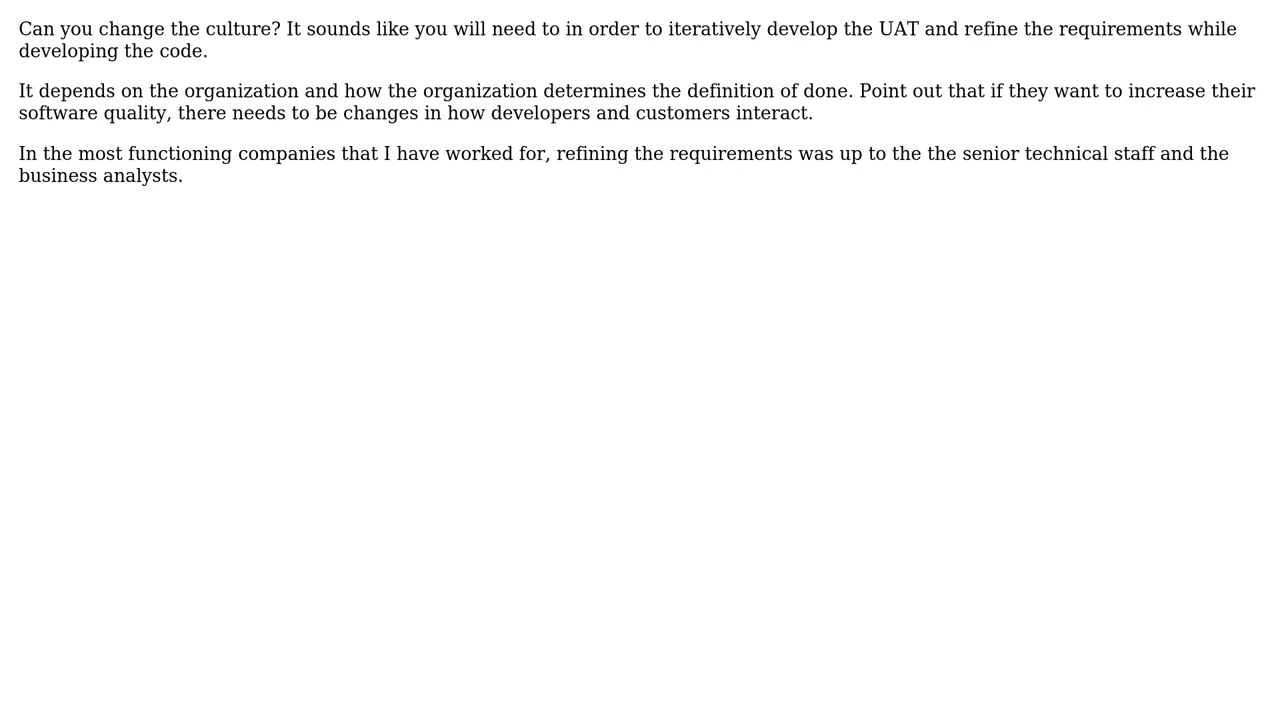 Can you change the culture? It sounds like you will need to in order to iteratively develop the UAT and refine the requirements while
developing the code.
It depends on the organization and how the organization determines the definition of done. Point out that if they want to increase their
software quality, there needs to be changes in how developers and customers interact.
In the most functioning companies that I have worked for, refining the requirements was up to the the senior technical staff and the
business analysts.